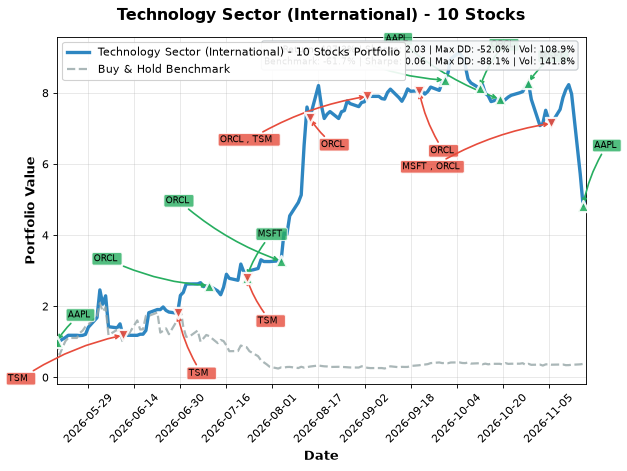 Technology Sector (International) - 10 Stocks
AAPL
Technology Sector (International) - 10 Stocks Portfolio
2.03 | Max DD: -52.0% | Vol: 108.9%
Buy & Hold Benchmark
Benchmark: -61.7% | Sharpe: 0.06 | Max DD: -88.1% | Vol: 141.8%
ORCL , TSM
ORCL
ORCL
MSFT , ORCL
AAPL
ORCL
MSFT
ORCL
AAPL
TSM
TSM
TSM
Portfolio Value
8
6
4
2
0
2026-05-29
2026-06-14
2026-06-30
2026-07-16
2026-08-01
2026-08-17
2026-09-02
2026-09-18
2026-10-04
2026-10-20
2026-11-05
Date